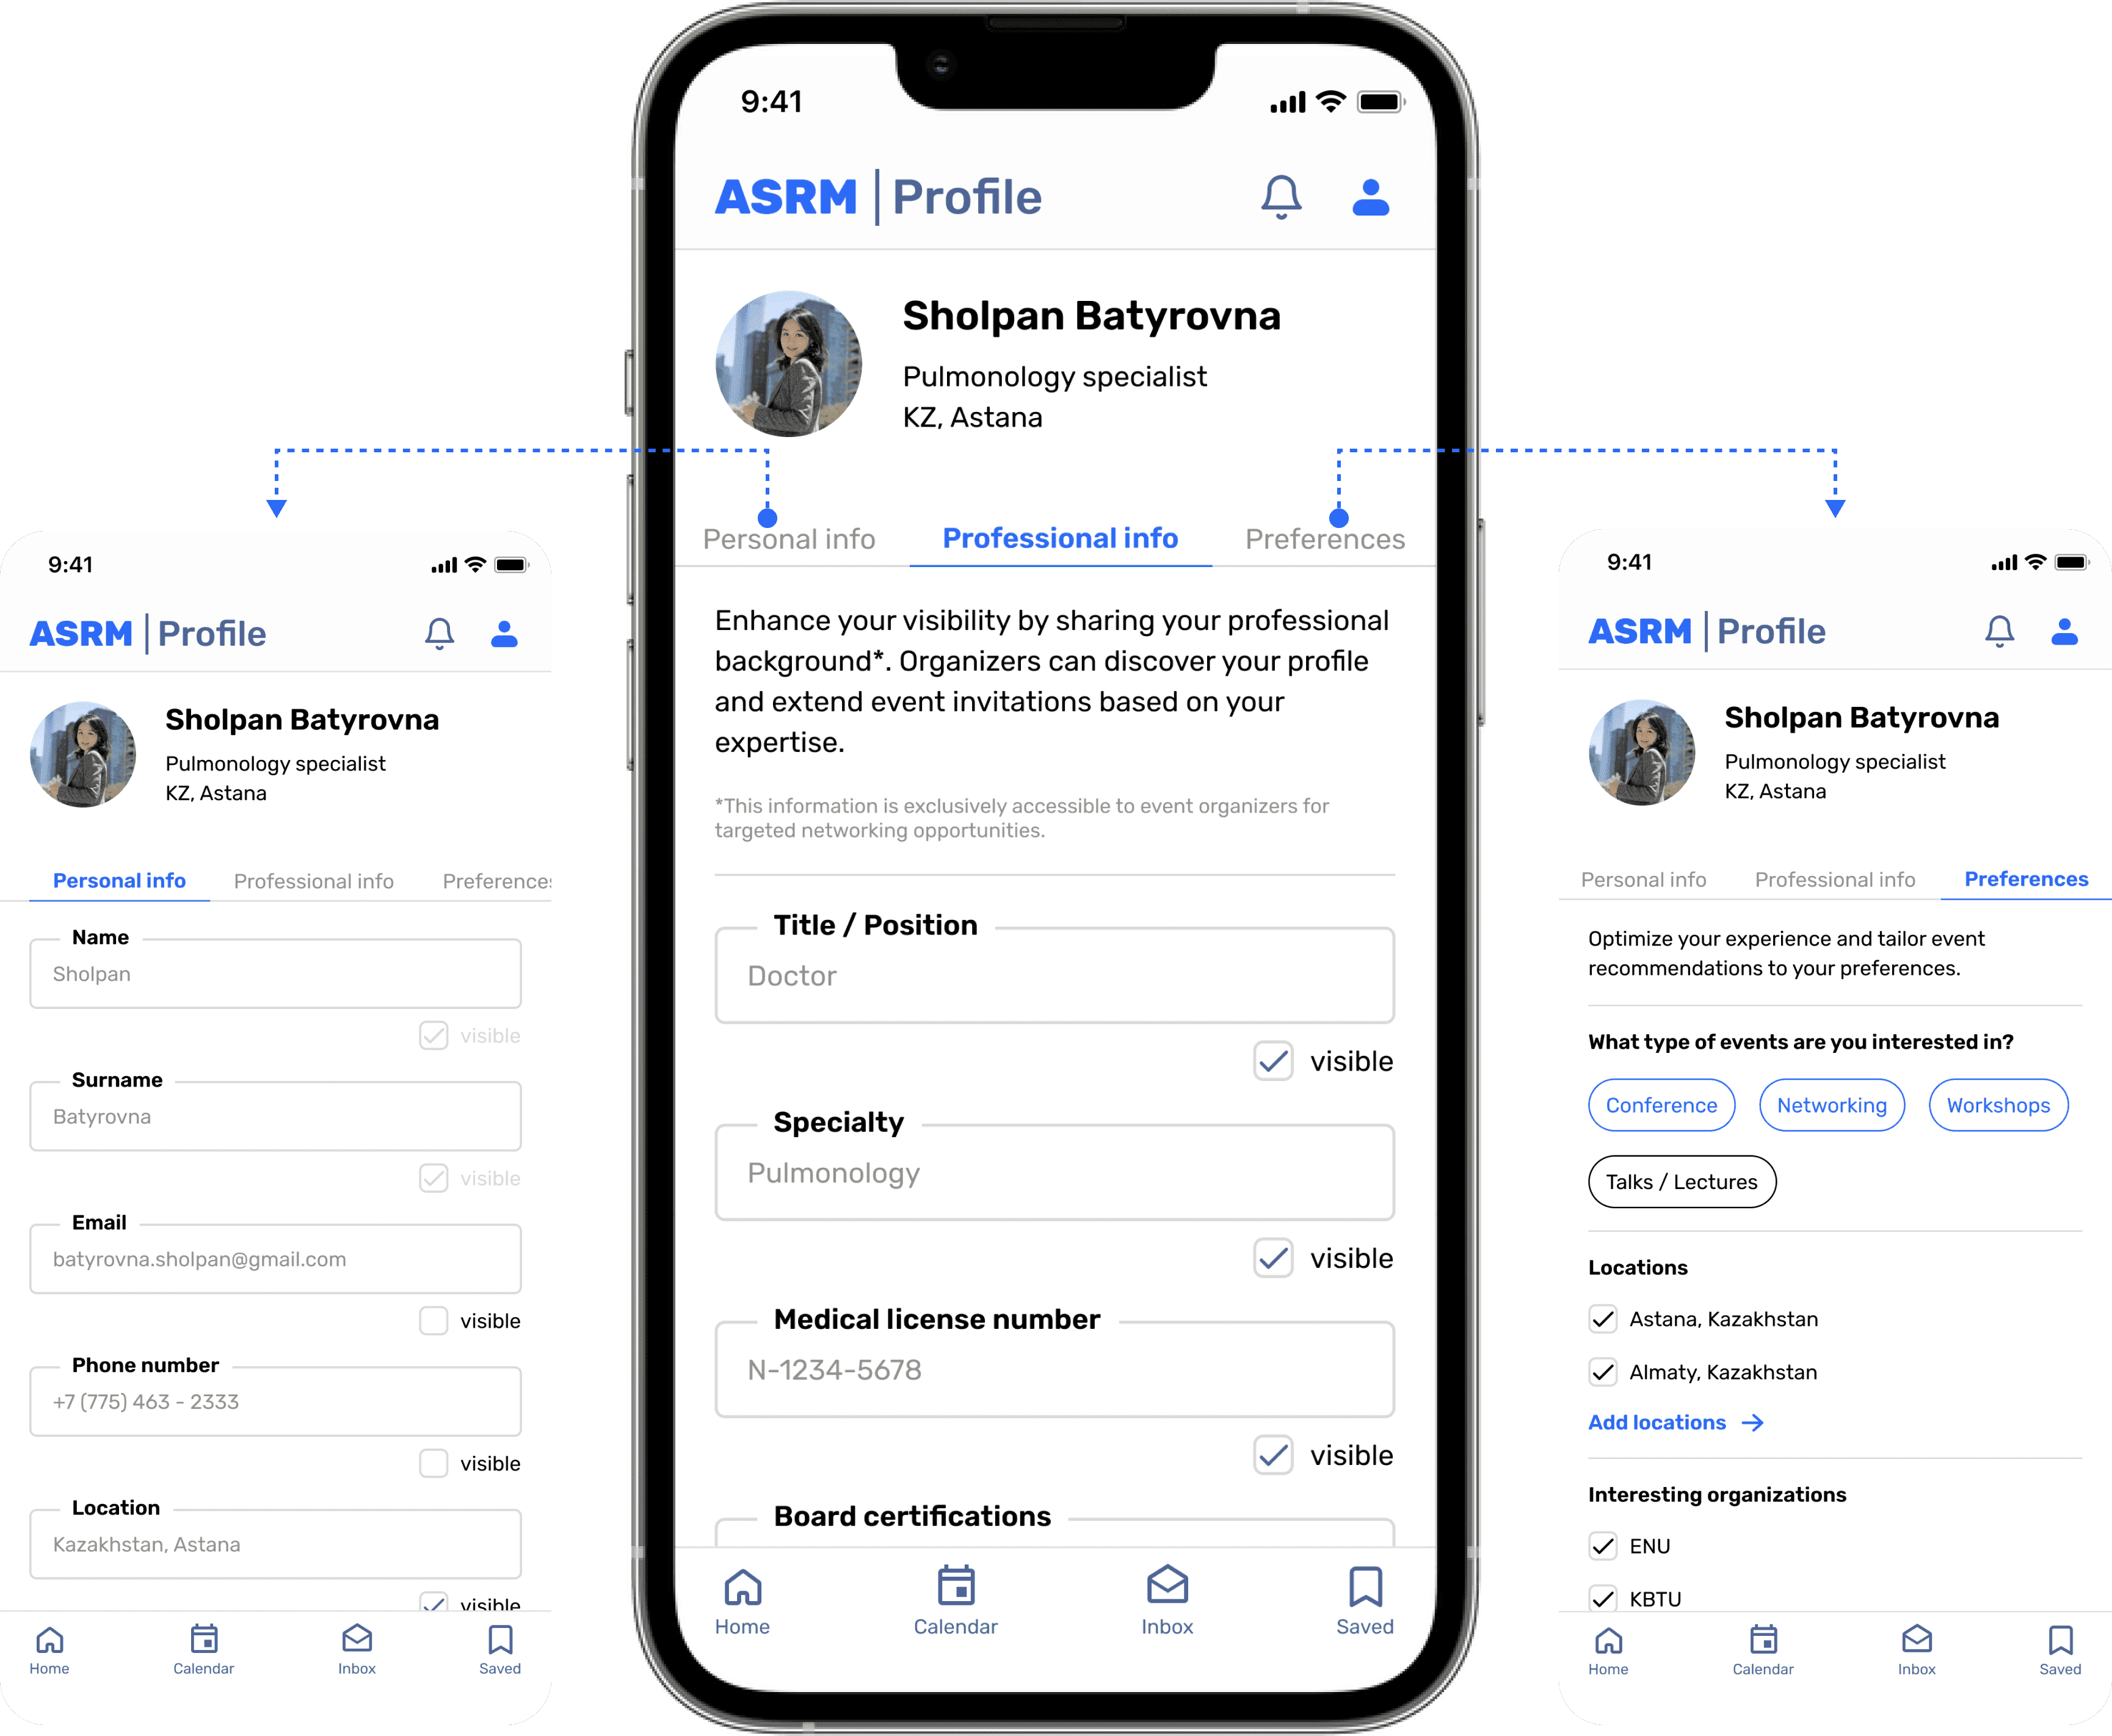 9:41
ASRM | Profile
Sholpan Batyrovna
Pulmonology specialist
KZ, Astana
Personal info
Professional info
Preferences
Name
Sholpan
visible
Surname
Batyrovna
visible
Email
batyrovna.sholpan@gmail.com
visible
Phone number
+7 (775) 463 - 2333
visible
Location
Kazakhstan, Astana
visible
Home
Calendar
Inbox
Saved
9:41
ASRM | Profile
Sholpan Batyrovna
Pulmonology specialist
KZ, Astana
Personal info
Professional info
Preferences
Enhance your visibility by sharing your professional
background*. Organizers can discover your profile
and extend event invitations based on your
expertise.
*This information is exclusively accessible to event organizers for
targeted networking opportunities.
Title / Position
Doctor
visible
Specialty
Pulmonology
visible
Medical license number
N-1234-5678
visible
Board certifications
Home
Calendar
Inbox
Saved
9:41
ASRM | Profile
Sholpan Batyrovna
Pulmonology specialist
KZ, Astana
Personal info
Professional info
Preferences
Optimize your experience and tailor event
recommendations to your preferences.
What type of events are you interested in?
Conference
Networking
Workshops
Talks / Lectures
Locations
Astana, Kazakhstan
Almaty, Kazakhstan
Add locations →
Interesting organizations
ENU
KBTU
Home
Calendar
Inbox
Saved